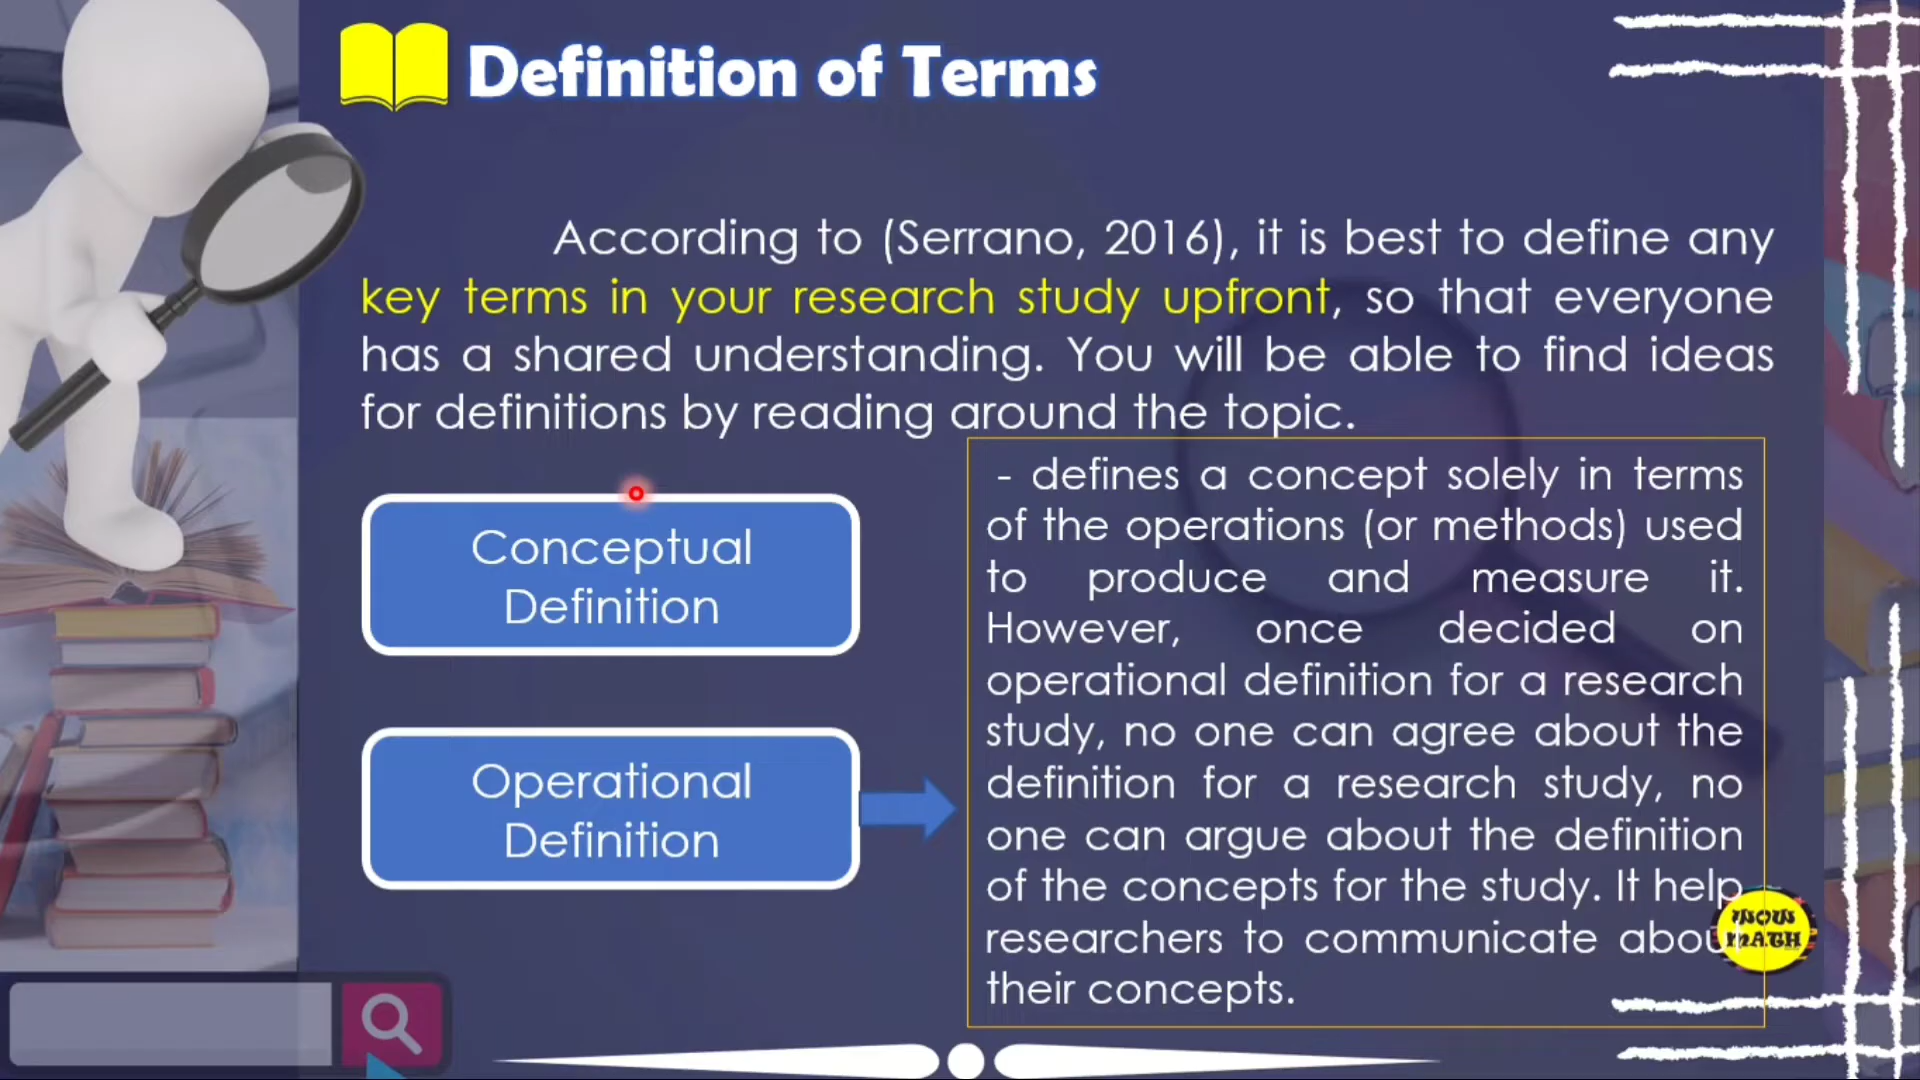 Definition of Terms
According to (Serrano, 2016), it is best to define any
key terms in your research study upfront, so that everyone
has a shared understanding. You will be able to find ideas
for definitions by reading around the topic.
Conceptual
Definition
Operational
Definition
- defines a concept solely in terms
of the operations (or methods) used
to produce and measure it.
However, once decided on
operational definition for a research
study, no one can agree about the
definition for a research study, no
one can argue about the definition
of the concepts for the study. It help
researchers to communicate about
their concepts.
WOW
MATH